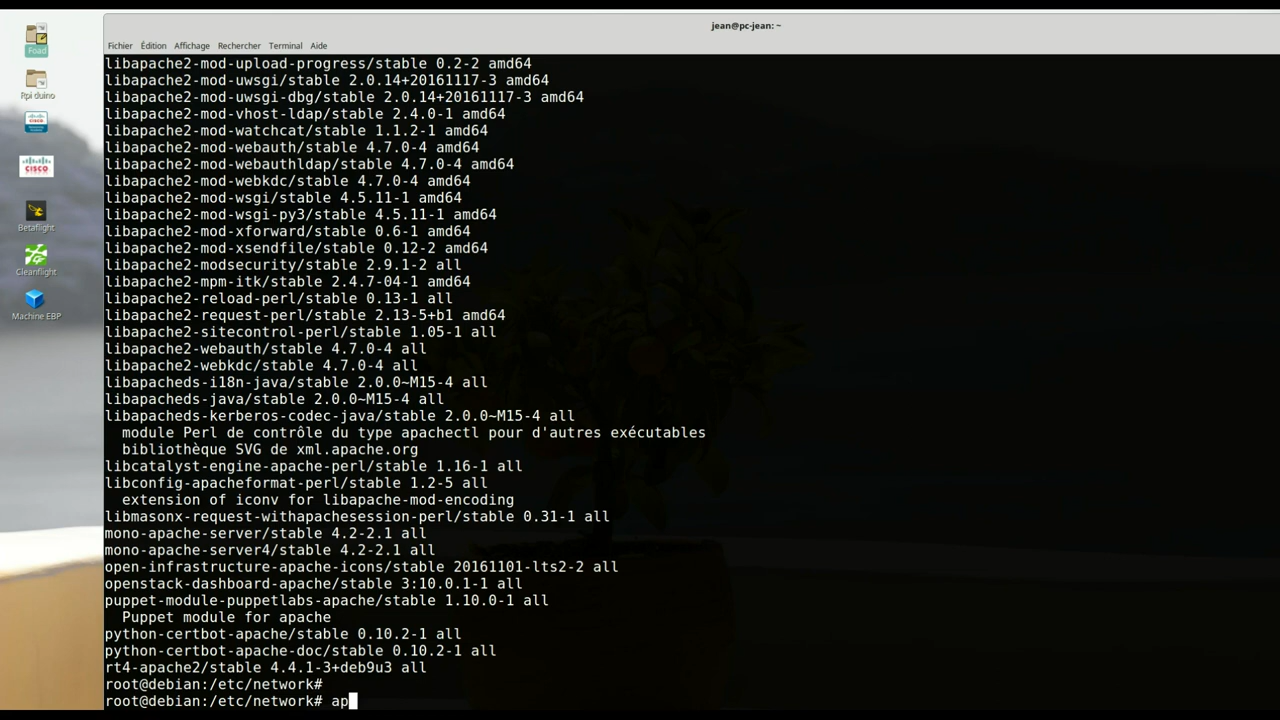 jean@pc-jean: ~
Fichier Édition Affichage Rechercher Terminal Aide
libapache2-mod-upload-progress/stable 0.2-2 amd64
libapache2-mod-uwsgi/stable 2.0.14+20161117-3 amd64
libapache2-mod-uwsgi-dbg/stable 2.0.14+20161117-3 amd64
libapache2-mod-vhost-ldap/stable 2.4.0-1 amd64
libapache2-mod-watchcat/stable 1.1.2-1 amd64
libapache2-mod-webauth/stable 4.7.0-4 amd64
libapache2-mod-webauthldap/stable 4.7.0-4 amd64
libapache2-mod-webkdc/stable 4.7.0-4 amd64
libapache2-mod-wsgi/stable 4.5.11-1 amd64
libapache2-mod-wsgi-py3/stable 4.5.11-1 amd64
libapache2-mod-xforward/stable 0.6-1 amd64
libapache2-mod-xsendfile/stable 0.12-2 amd64
libapache2-modsecurity/stable 2.9.1-2 all
libapache2-mpm-itk/stable 2.4.7-04-1 amd64
libapache2-reload-perl/stable 0.13-1 all
libapache2-request-perl/stable 2.13-5+b1 amd64
libapache2-sitecontrol-perl/stable 1.05-1 all
libapache2-webauth/stable 4.7.0-4 all
libapache2-webkdc/stable 4.7.0-4 all
libapacheds-i18n-java/stable 2.0.0~M15-4 all
libapacheds-java/stable 2.0.0~M15-4 all
libapacheds-kerberos-codec-java/stable 2.0.0~M15-4 all
module Perl de contrôle du type apachectl pour d'autres exécutables
bibliothèque SVG de xml.apache.org
libcatalyst-engine-apache-perl/stable 1.16-1 all
libconfig-apacheformat-perl/stable 1.2-5 all
extension of iconv for libapache-mod-encoding
libmasonx-request-withapachesession-perl/stable 0.31-1 all
mono-apache-server/stable 4.2-2.1 all
mono-apache-server4/stable 4.2-2.1 all
open-infrastructure-apache-icons/stable 20161101-lts2-2 all
openstack-dashboard-apache/stable 3:10.0.1-1 all
puppet-module-puppetlabs-apache/stable 1.10.0-1 all
Puppet module for apache
python-certbot-apache/stable 0.10.2-1 all
python-certbot-apache-doc/stable 0.10.2-1 all
rt4-apache2/stable 4.4.1-3+deb9u3 all
root@debian:/etc/network#
root@debian:/etc/network# ap
Foad
Rpi duino
CISCO
Betaflight
Cleanflight
Machine EBP